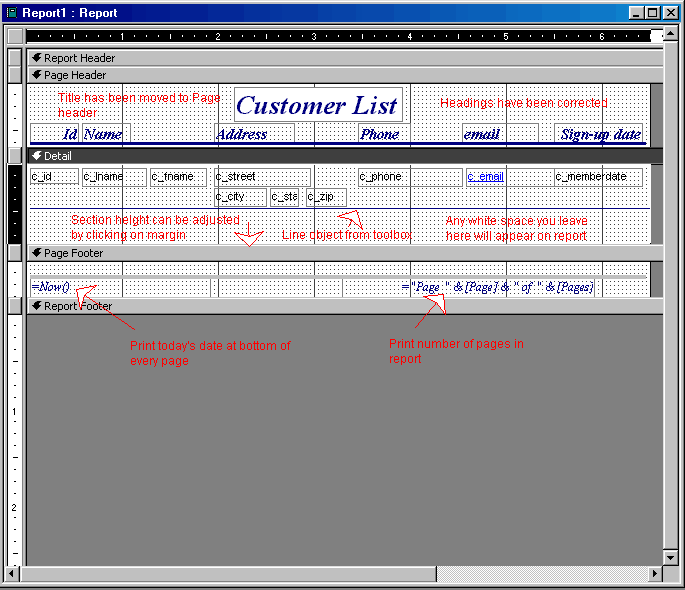 Report1 : Report
1 2 3 4 5 6
Report Header
Page Header
Title has been moved to Page
header
Customer List
Headings have been corrected
Id Name Address Phone email Sign-up date
Detail
c_id c_lname c_fname c_street c_phone c_email c_memberdate
c_city c_sta c_zip
Section height can be adjusted
by clicking on margin
Line object from toolbox
Any white space you leave
here will appear on report
Page Footer
=Now() ="Page " & [Page] & " of " & [Pages]
Report Footer
Print today's date at bottom of
every page
Print number of pages in
report
1
2